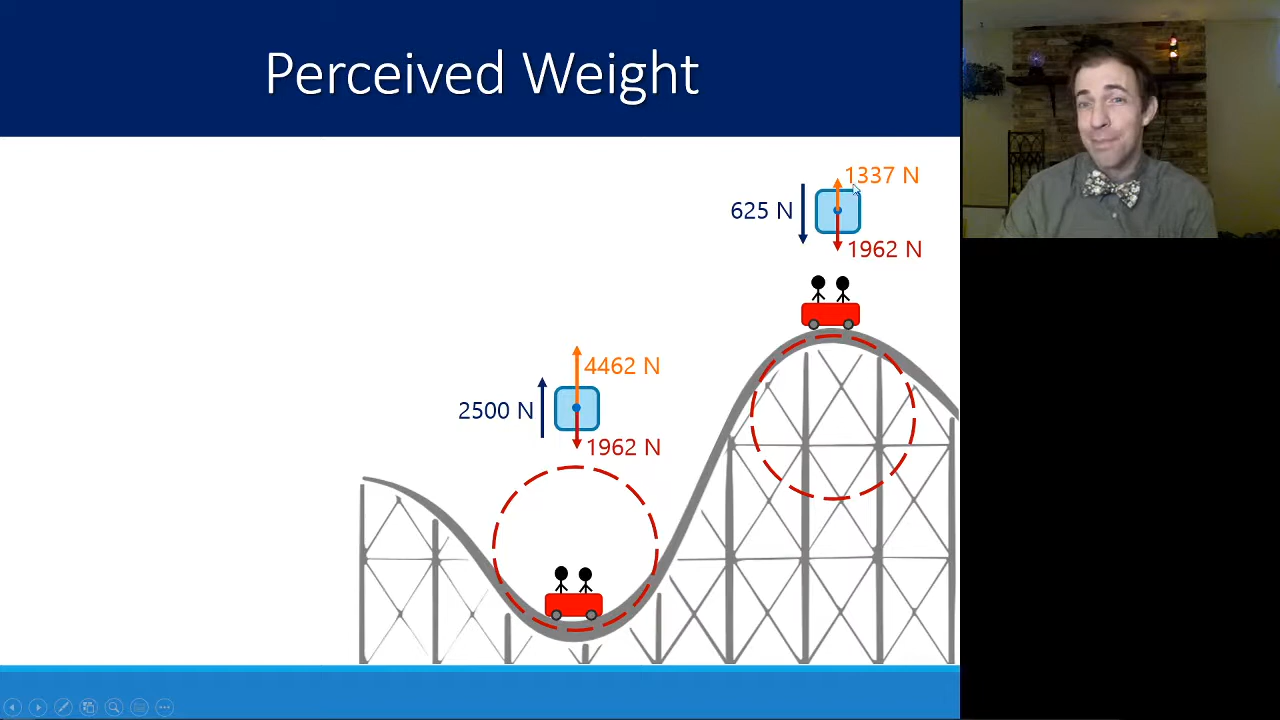 Perceived Weight
1337 N
625 N
1962 N
4462 N
2500 N
1962 N